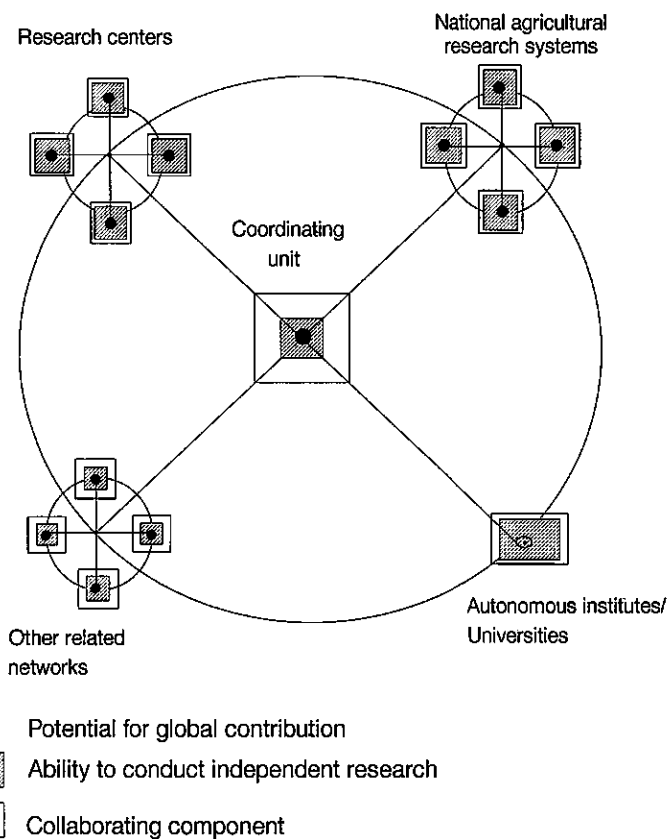 Research centers
National agricultural
research systems
Coordinating
unit
Other related
networks
Autonomous institutes/
Universities
Potential for global contribution
Ability to conduct independent research
Collaborating component